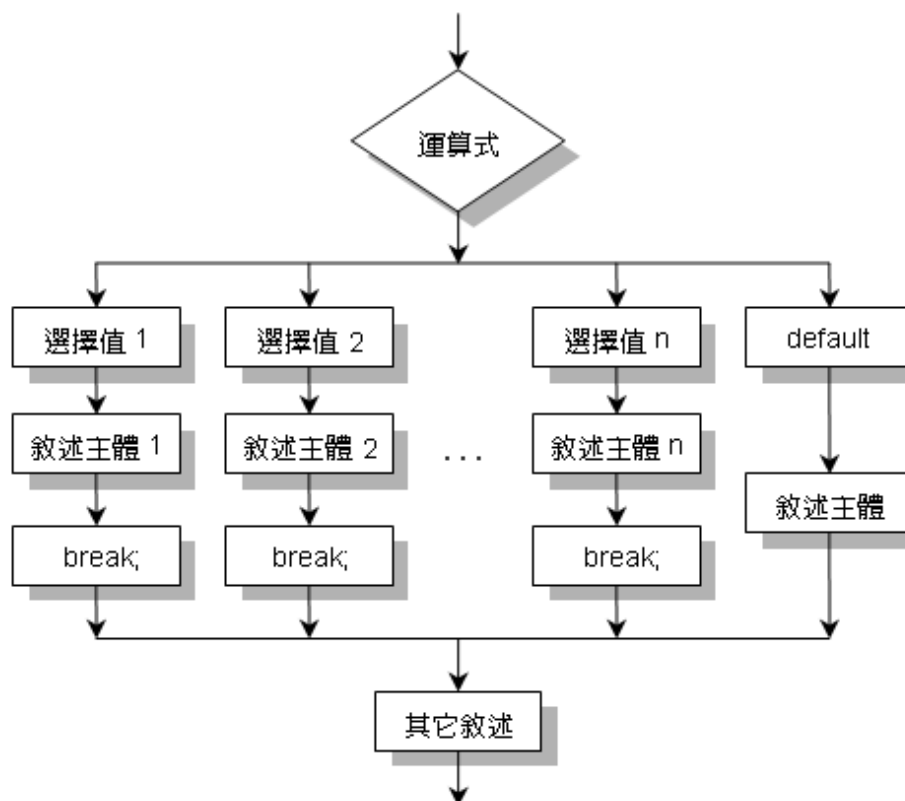 運算式
選擇值 1
選擇值 2
選擇值 n
default
敘述主體 1
敘述主體 2
...
敘述主體 n
敘述主體
break;
break;
break;
其它敘述